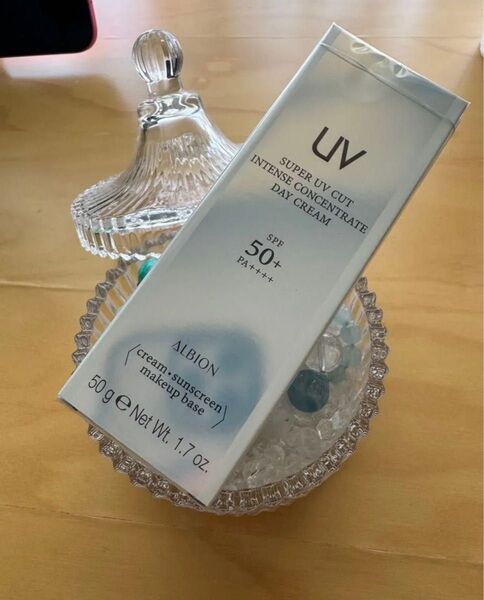 UV
SUPER UV CUT
INTENSE CONCENTRATE
DAY CREAM
SPF
50+
PA++++
ALBION
cream・sunscreen
makeup base
50 g ℮ Net Wt. 1.7 oz.